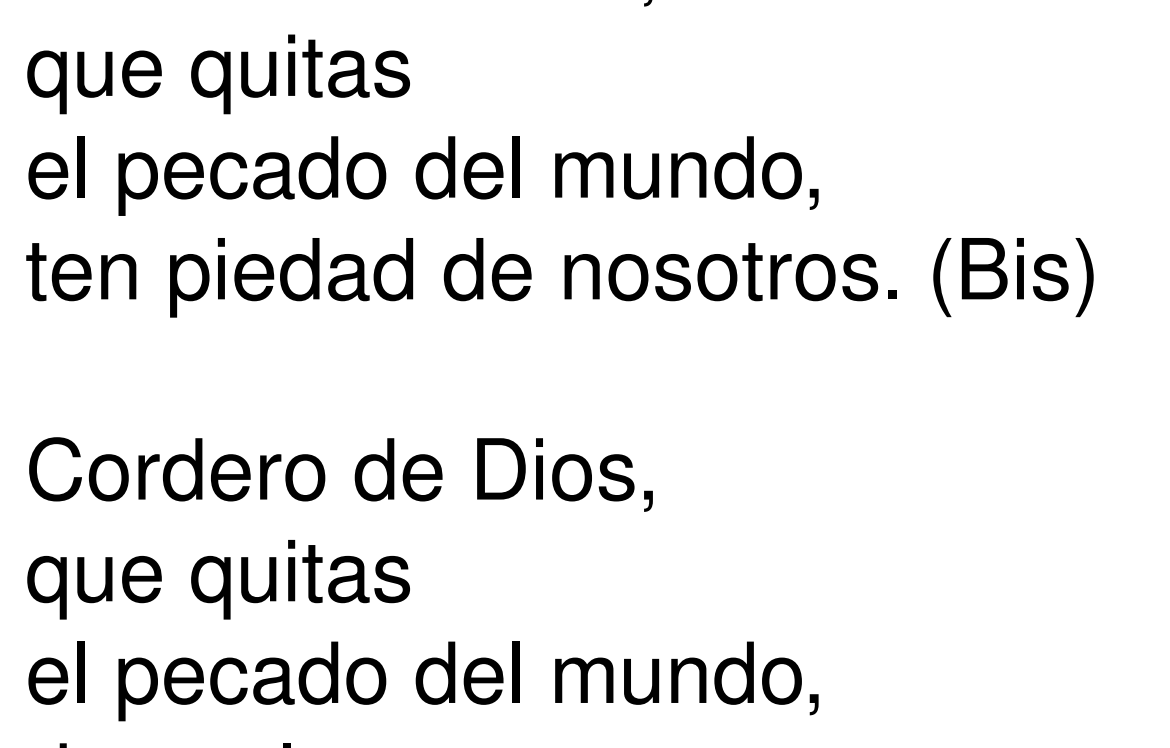 que quitas
el pecado del mundo,
ten piedad de nosotros. (Bis)
Cordero de Dios,
que quitas
el pecado del mundo,